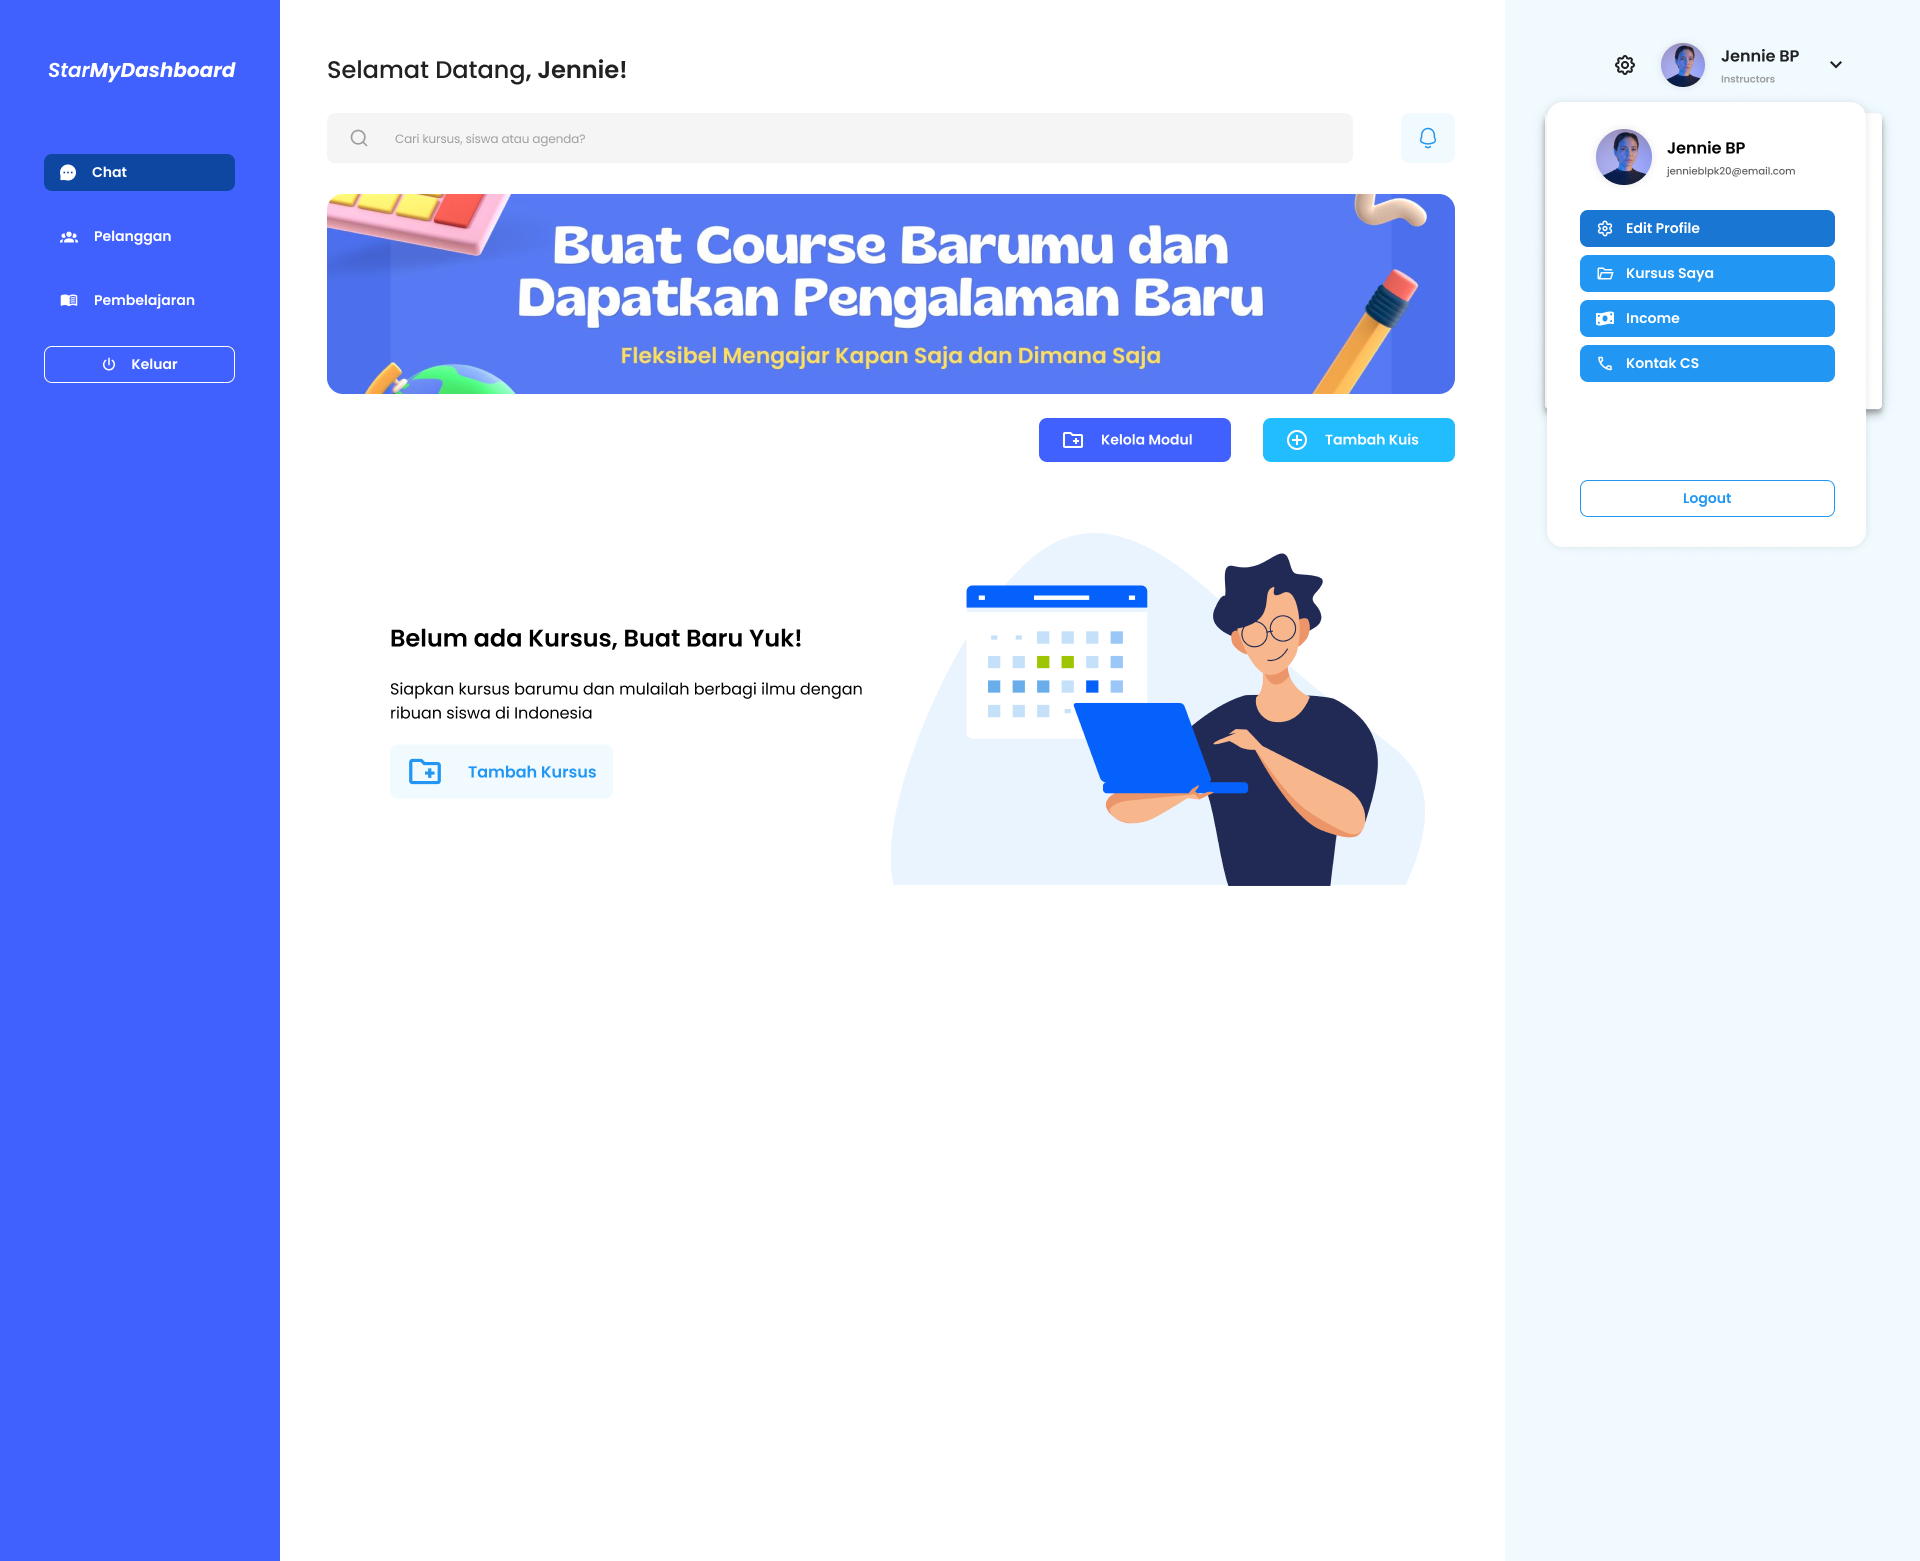 StarMyDashboard
Chat
Pelanggan
Pembelajaran
Keluar
Selamat Datang, Jennie!
Cari kursus, siswa atau agenda?
Buat Course Barumu dan
Dapatkan Pengalaman Baru
Fleksibel Mengajar Kapan Saja dan Dimana Saja
Kelola Modul
Tambah Kuis
Belum ada Kursus, Buat Baru Yuk!
Siapkan kursus barumu dan mulailah berbagi ilmu dengan
ribuan siswa di Indonesia
Tambah Kursus
Jennie BP
Instructors
Jennie BP
jennieblpk20@email.com
Edit Profile
Kursus Saya
Income
Kontak CS
Logout